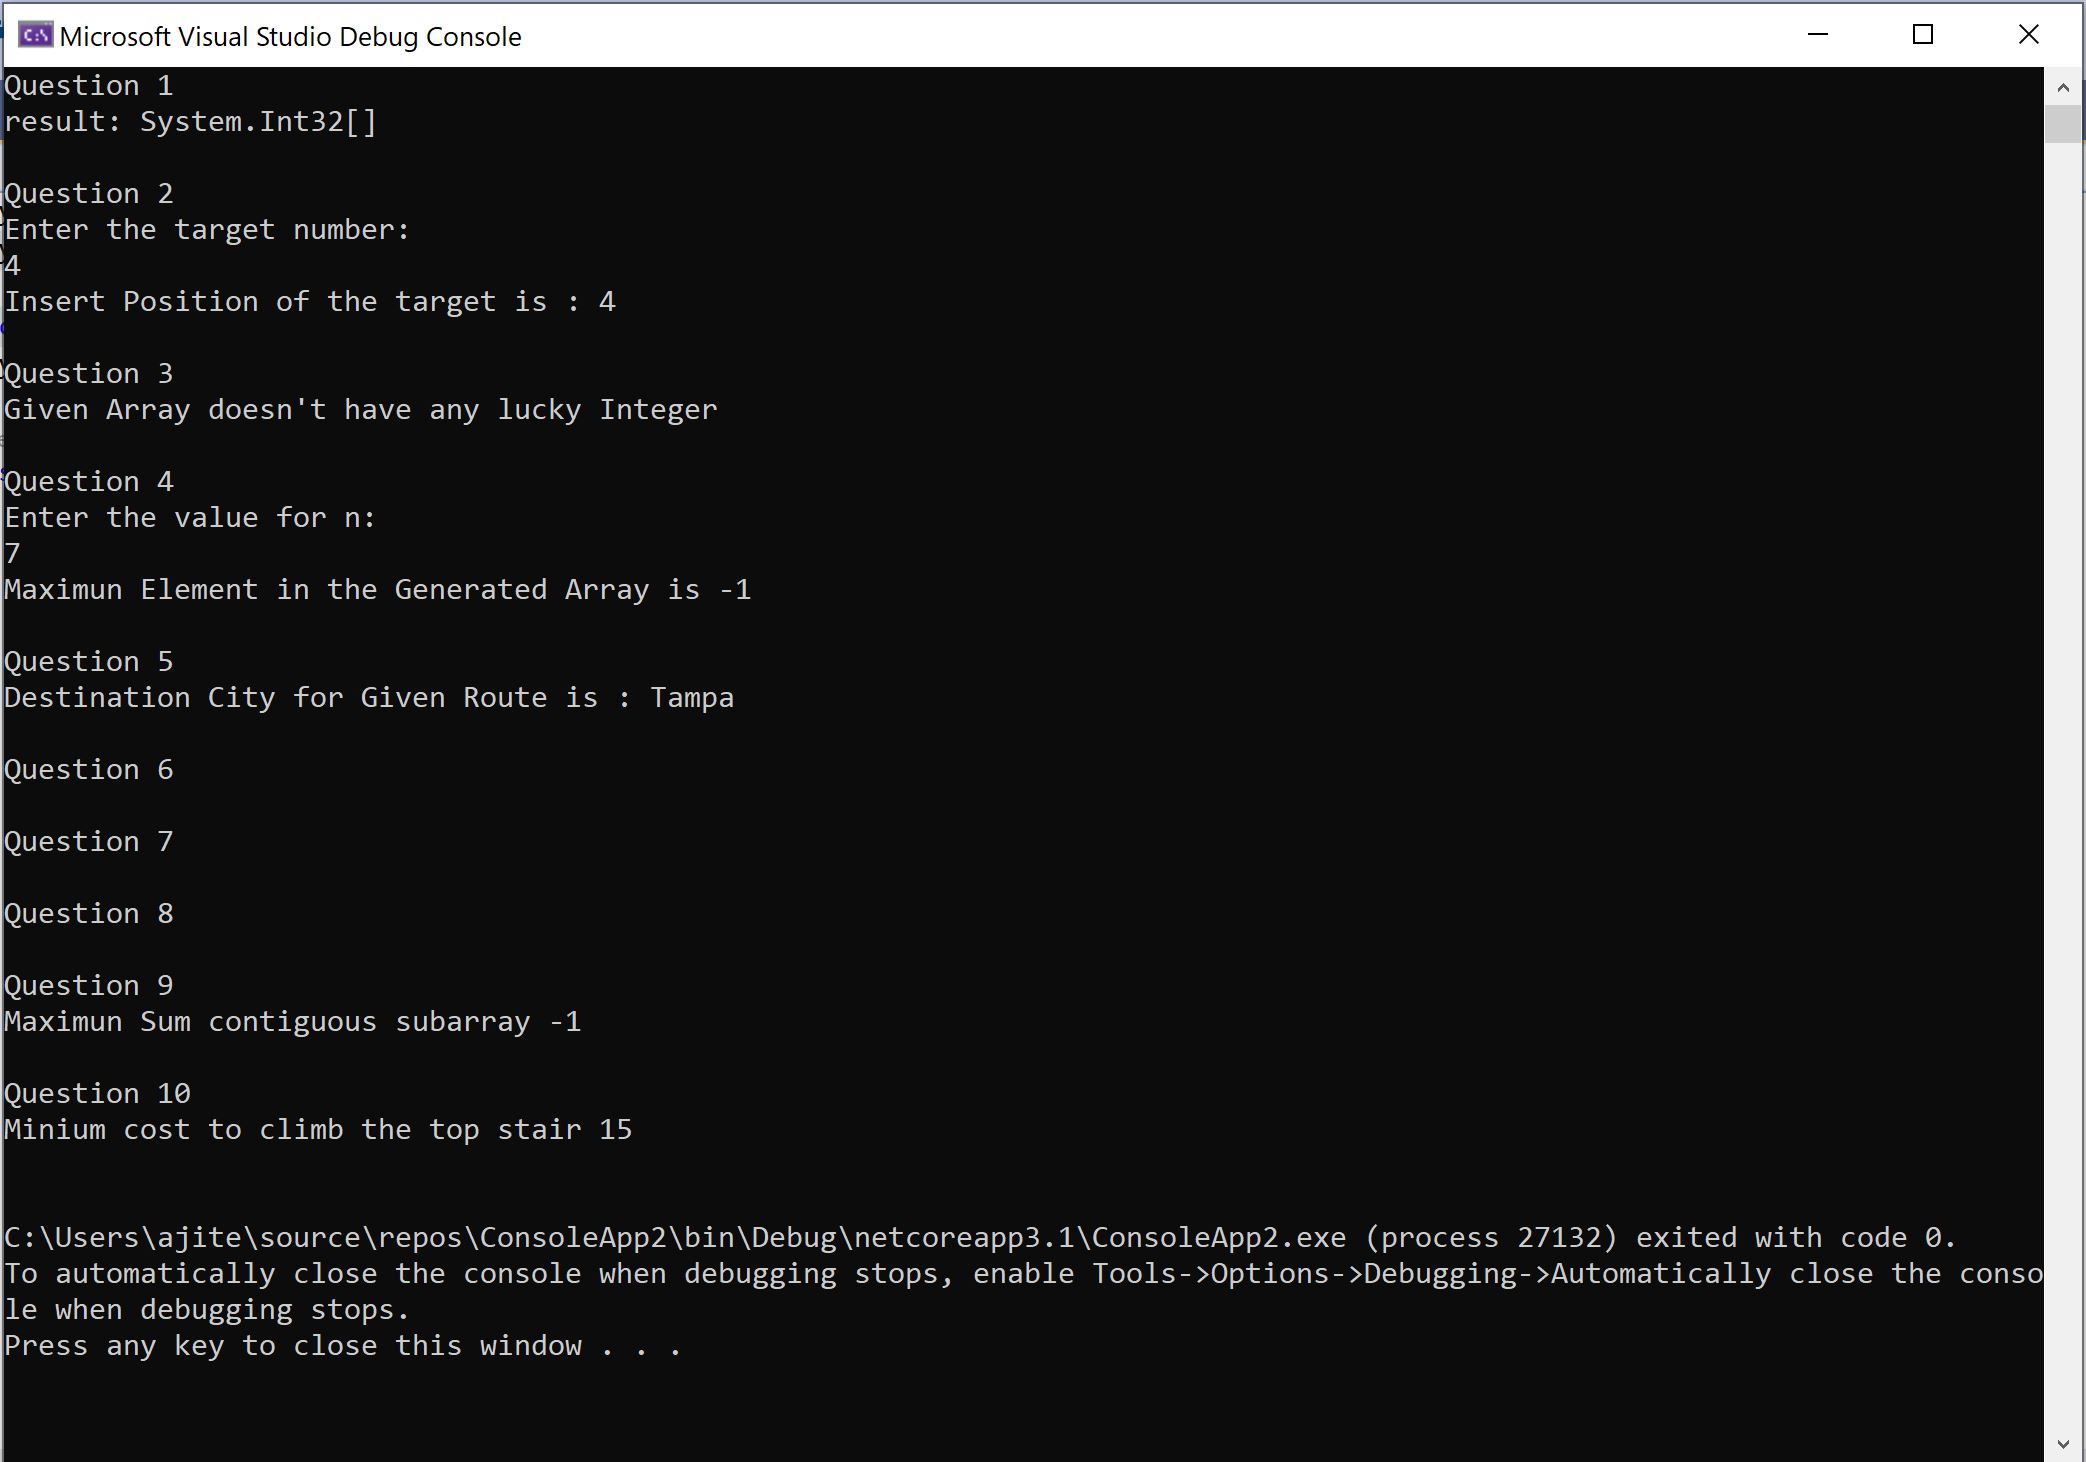 Microsoft Visual Studio Debug Console
Question 1
result: System.Int32[]
Question 2
Enter the target number:
4
Insert Position of the target is : 4
Question 3
Given Array doesn't have any lucky Integer
Question 4
Enter the value for n:
7
Maximun Element in the Generated Array is -1
Question 5
Destination City for Given Route is : Tampa
Question 6
Question 7
Question 8
Question 9
Maximun Sum contiguous subarray -1
Question 10
Minium cost to climb the top stair 15
C:\Users\ajite\source\repos\ConsoleApp2\bin\Debug\netcoreapp3.1\ConsoleApp2.exe (process 27132) exited with code 0.
To automatically close the console when debugging stops, enable Tools->Options->Debugging->Automatically close the conso
le when debugging stops.
Press any key to close this window . . .